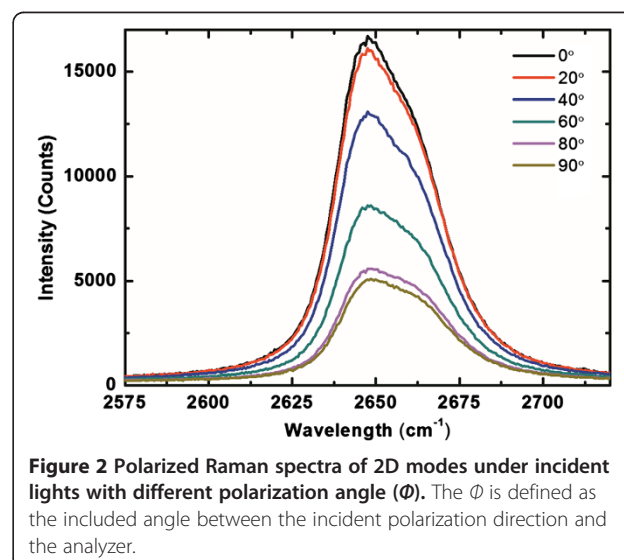 15000
10000
5000
0
Intensity (Counts)
0°
20°
40°
60°
80°
90°
2575 2600 2625 2650 2675 2700
Wavelength (cm⁻¹)
Figure 2 Polarized Raman spectra of 2D modes under incident
lights with different polarization angle (Φ). The Φ is defined as
the included angle between the incident polarization direction and
the analyzer.